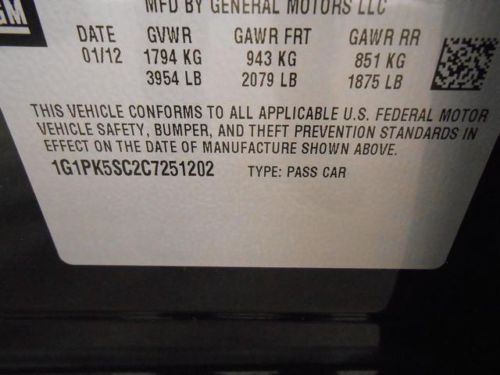 MFD BY GENERAL MOTORS LLC
GM
DATE GVWR GAWR FRT GAWR RR
01/12 1794 KG 943 KG 851 KG
3954 LB 2079 LB 1875 LB
THIS VEHICLE CONFORMS TO ALL APPLICABLE U.S. FEDERAL MOTOR
VEHICLE SAFETY, BUMPER, AND THEFT PREVENTION STANDARDS IN
EFFECT ON THE DATE OF MANUFACTURE SHOWN ABOVE.
1G1PK5SC2C7251202 TYPE: PASS CAR